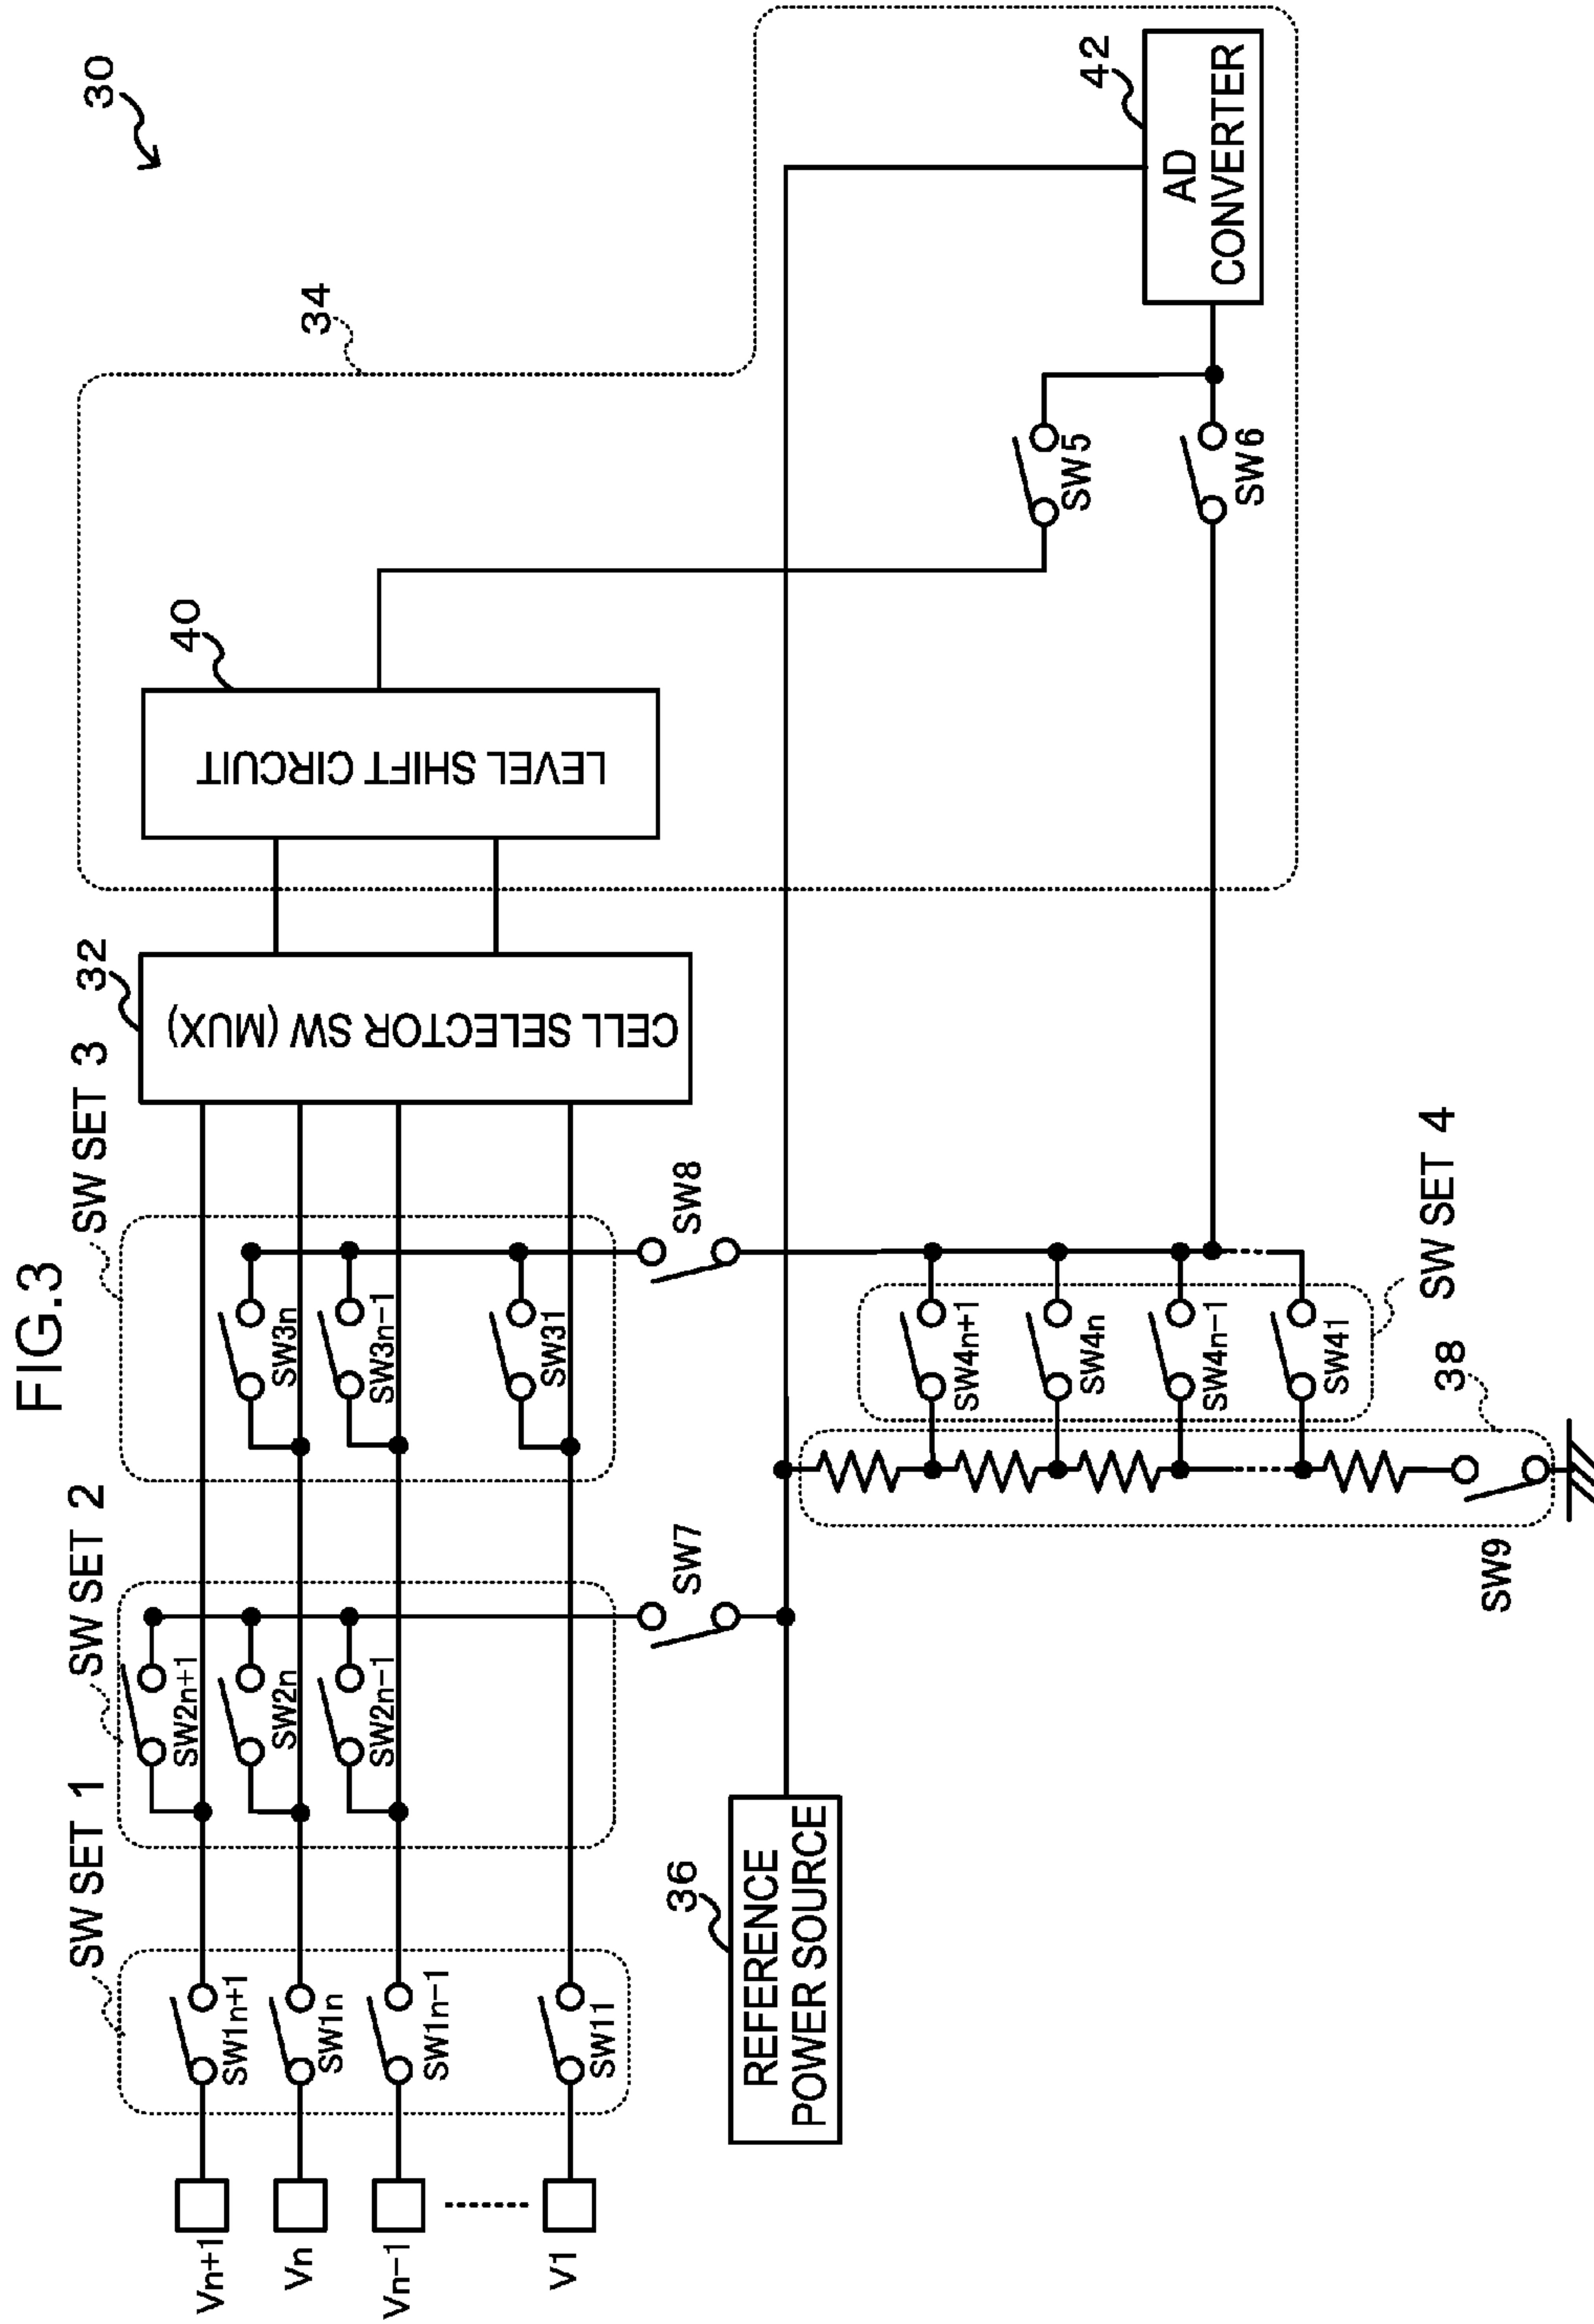 FIG.3
30
SW SET 1
SW SET 2
SW SET 3
32
40
34
Vn+1
SW1n+1
SW2n+1
Vn
SW1n
SW2n
SW3n
Vn-1
SW1n-1
SW2n-1
SW3n-1
V1
SW11
SW31
CELL SELECTOR SW (MUX)
LEVEL SHIFT CIRCUIT
SW7
SW8
36
REFERENCE
POWER SOURCE
SW4n+1
SW4n
SW4n-1
SW41
SW SET 4
38
SW9
SW5
SW6
42
AD
CONVERTER